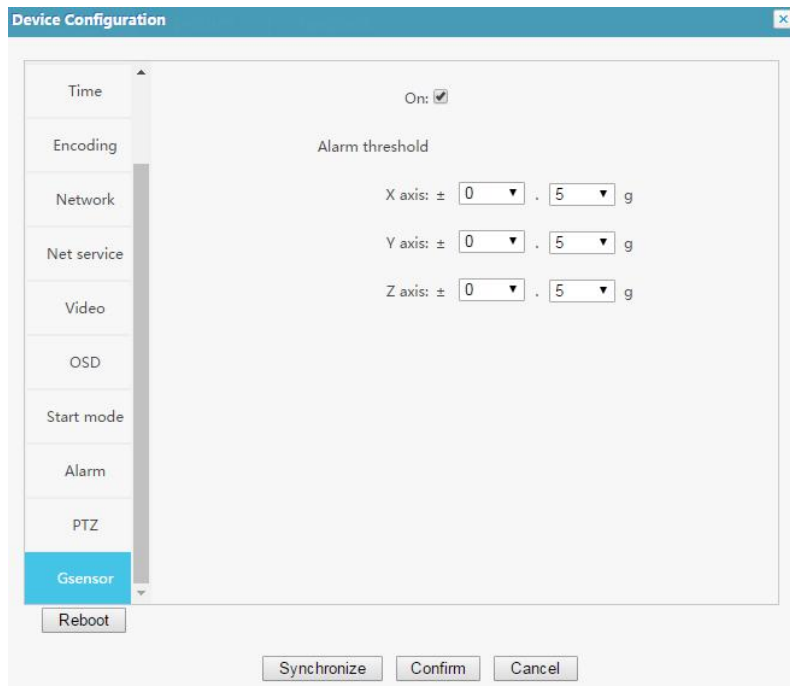 Device Configuration
Time
On:
Encoding
Alarm threshold
Network
X axis: ± 0 . 5 g
Net service
Y axis: ± 0 . 5 g
Video
Z axis: ± 0 . 5 g
OSD
Start mode
Alarm
PTZ
Gsensor
Reboot
Synchronize Confirm Cancel